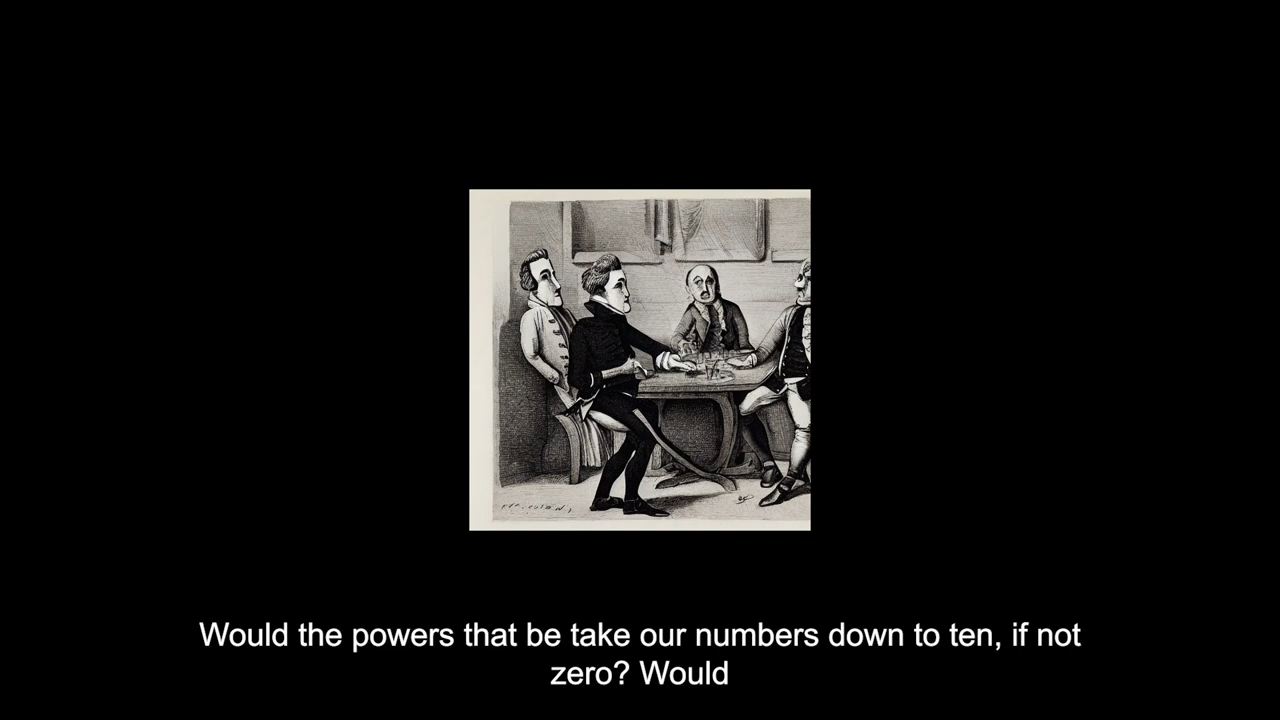 Would the powers that be take our numbers down to ten, if not
zero? Would